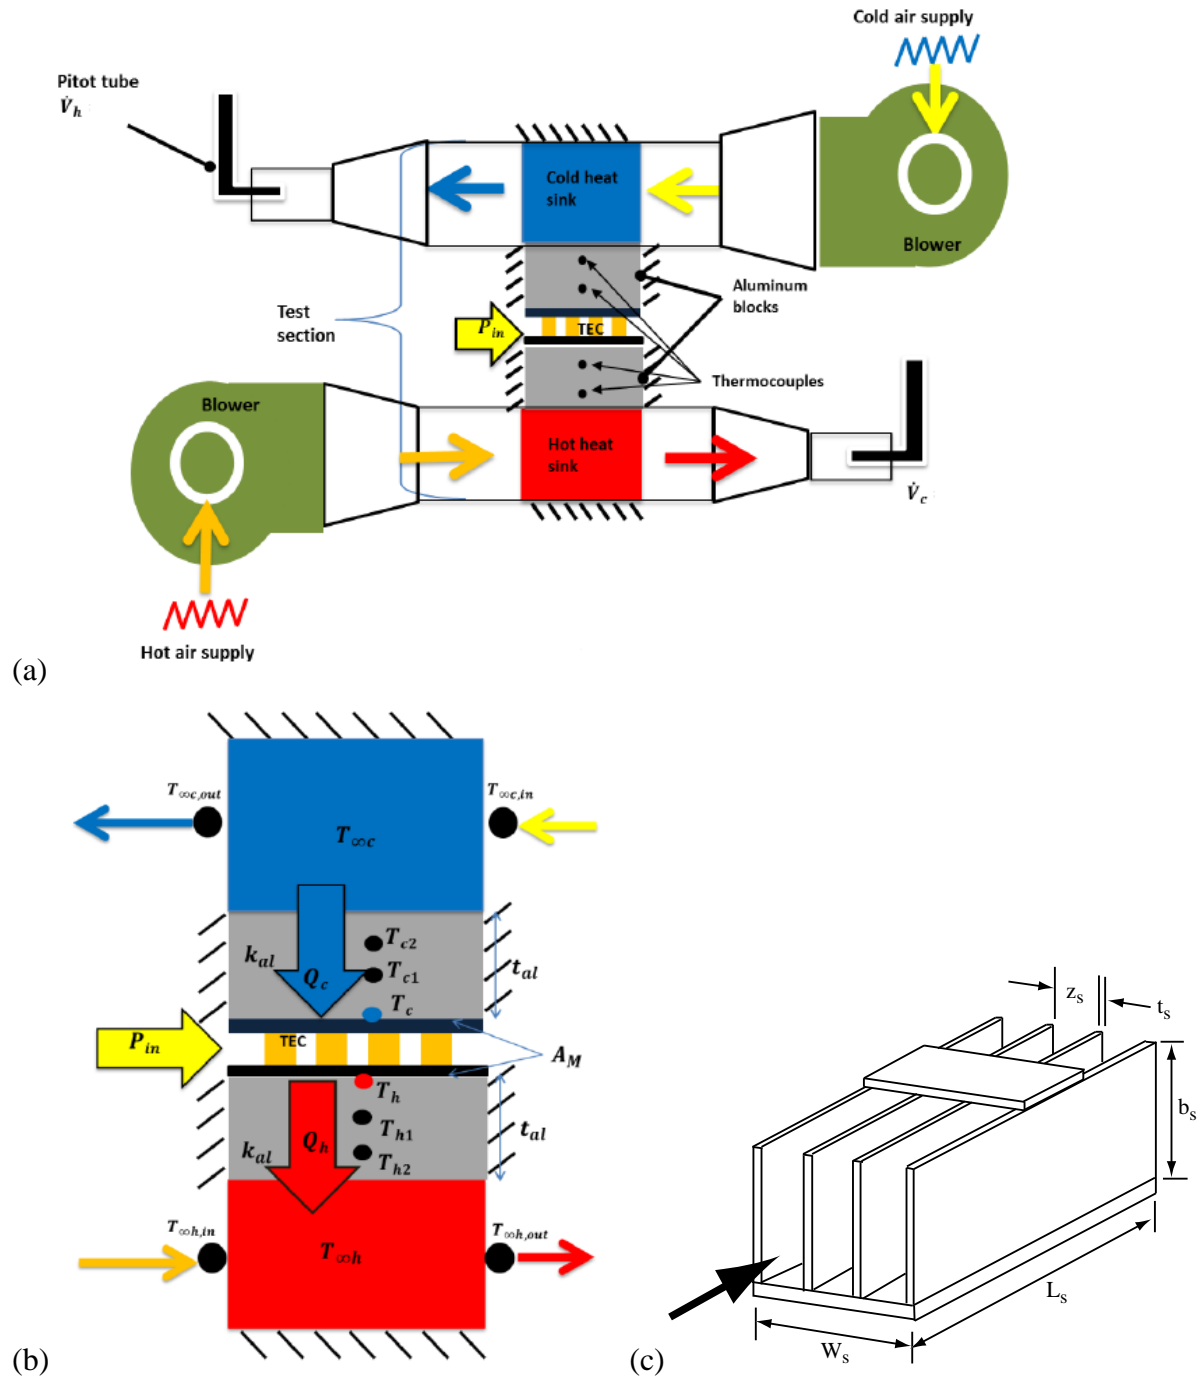 Cold air supply
Pitot tube
V̇h
Cold heat
sink
Blower
Aluminum
blocks
Test
section
Pin
TEC
Thermocouples
Blower
Hot heat
sink
V̇c
Hot air supply
(a)
T∞c,out
T∞c,in
T∞c
Tc2
kal
Tc1
tal
Qc
Tc
Pin
TEC
AM
Th
kal
Qh
Th1
tal
Th2
T∞h,in
T∞h,out
T∞h
(b)
zs
ts
bs
Ls
Ws
(c)